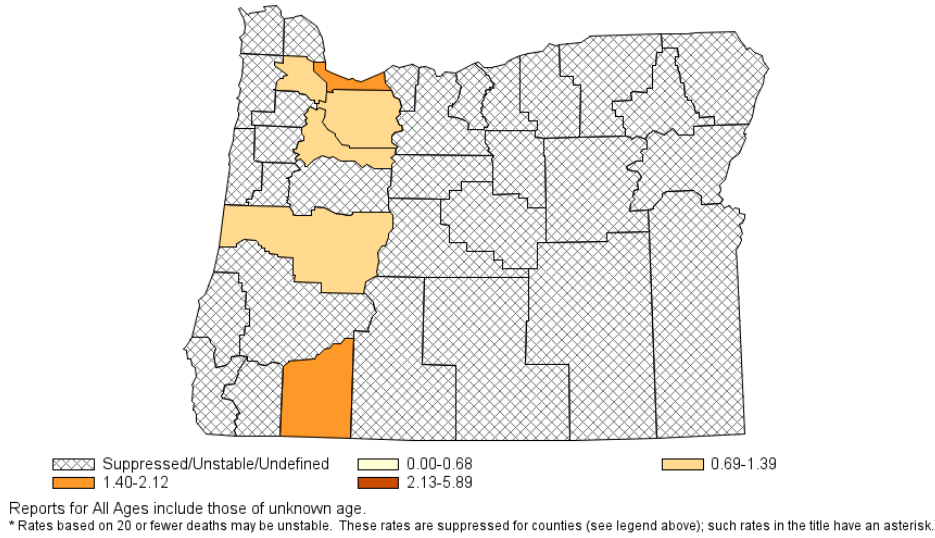 Suppressed/Unstable/Undefined 0.00-0.68 0.69-1.39
1.40-2.12 2.13-5.89
Reports for All Ages include those of unknown age.
* Rates based on 20 or fewer deaths may be unstable. These rates are suppressed for counties (see legend above); such rates in the title have an asterisk.